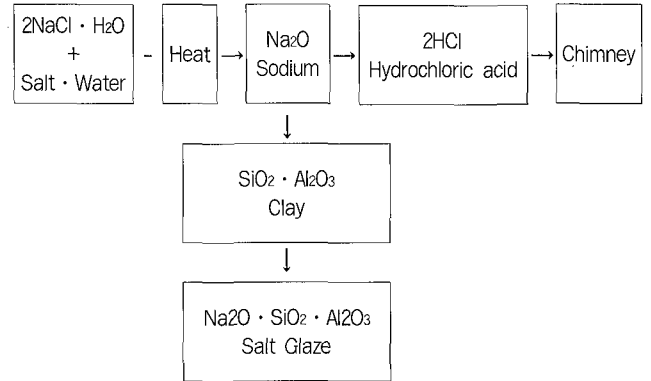 2NaCl · H₂O
+
Salt · Water
-
Heat
→
Na₂O
Sodium
→
2HCl
Hydrochloric acid
→
Chimney
↓
SiO₂ · Al₂O₃
Clay
↓
Na2O · SiO₂ · Al2O₃
Salt Glaze